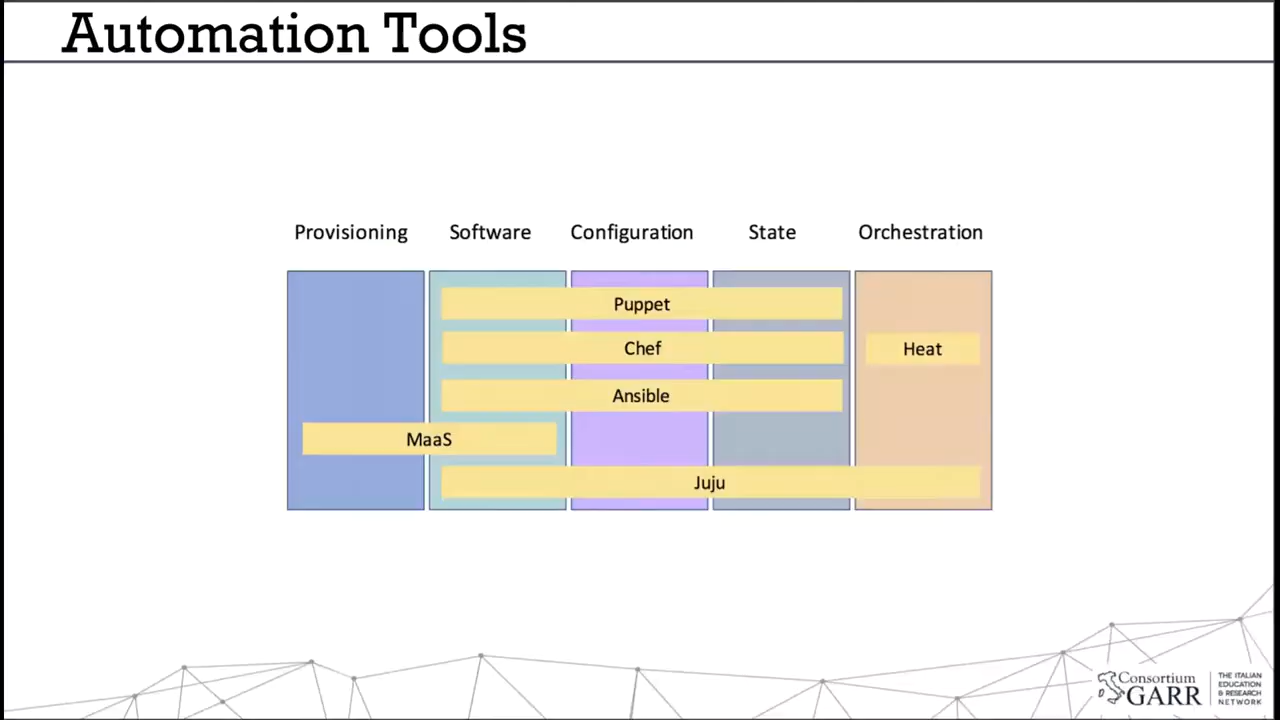 Automation Tools
Provisioning Software Configuration State Orchestration
Puppet
Chef
Heat
Ansible
MaaS
Juju
Consortium
GARR
THE ITALIAN
EDUCATION
& RESEARCH
NETWORK